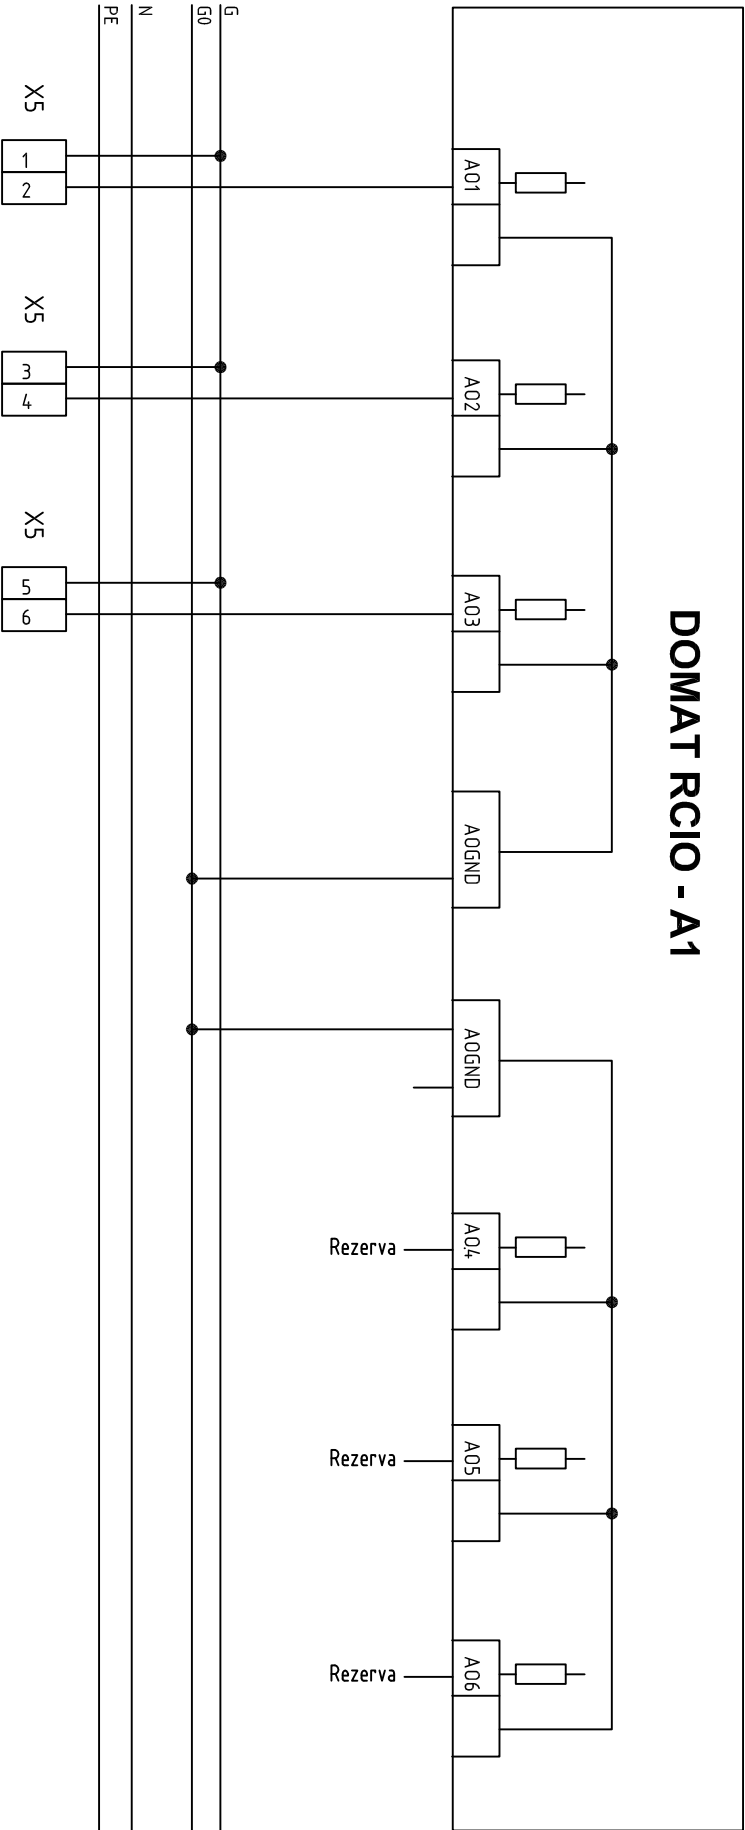 DOMAT RCIO - A1
AO1
AO2
AO3
AOGND
AOGND
AO4
AO5
AO6
Rezerva
Rezerva
Rezerva
G
G0
N
PE
X5
1
2
X5
3
4
X5
5
6